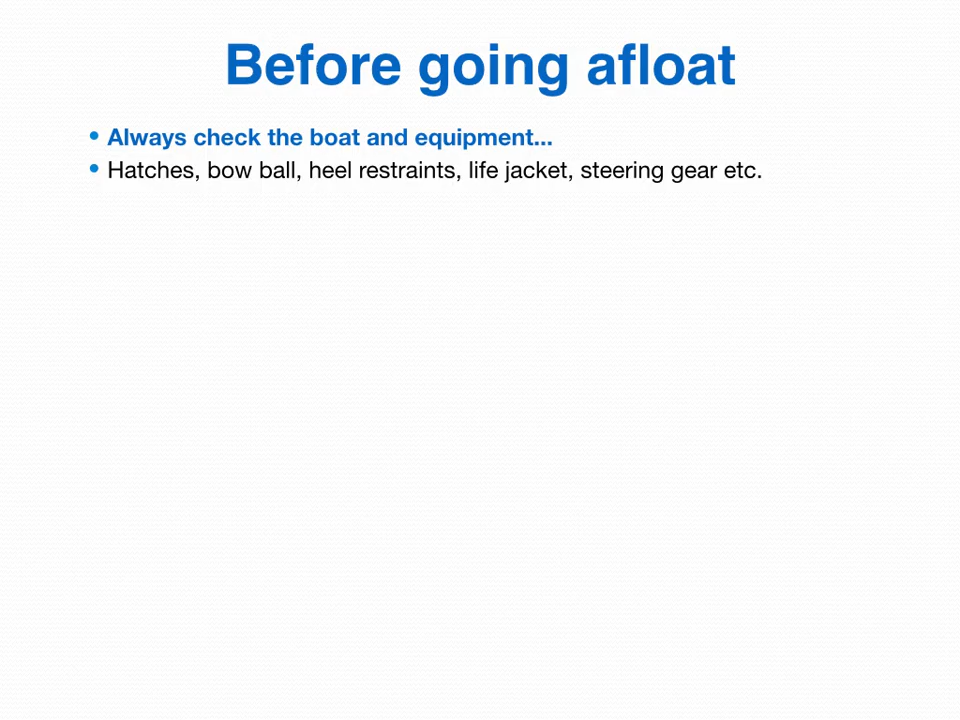 Before going afloat
• Always check the boat and equipment...
• Hatches, bow ball, heel restraints, life jacket, steering gear etc.